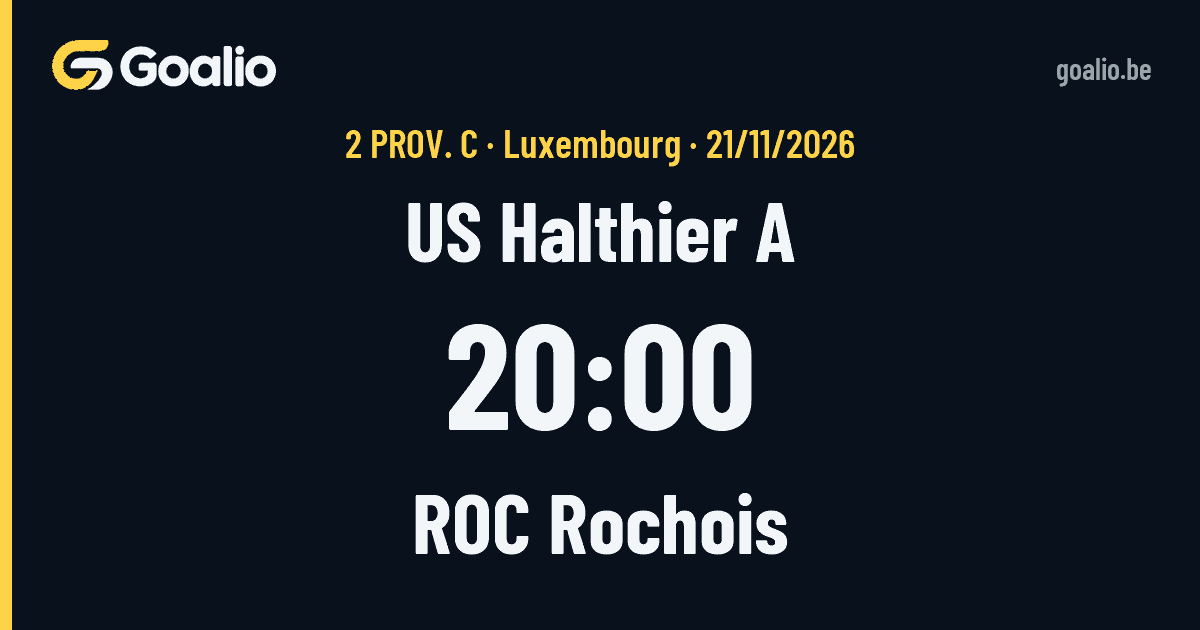 Goalio
goalio.be
2 PROV. C · Luxembourg · 21/11/2026
US Halthier A
20:00
ROC Rochois